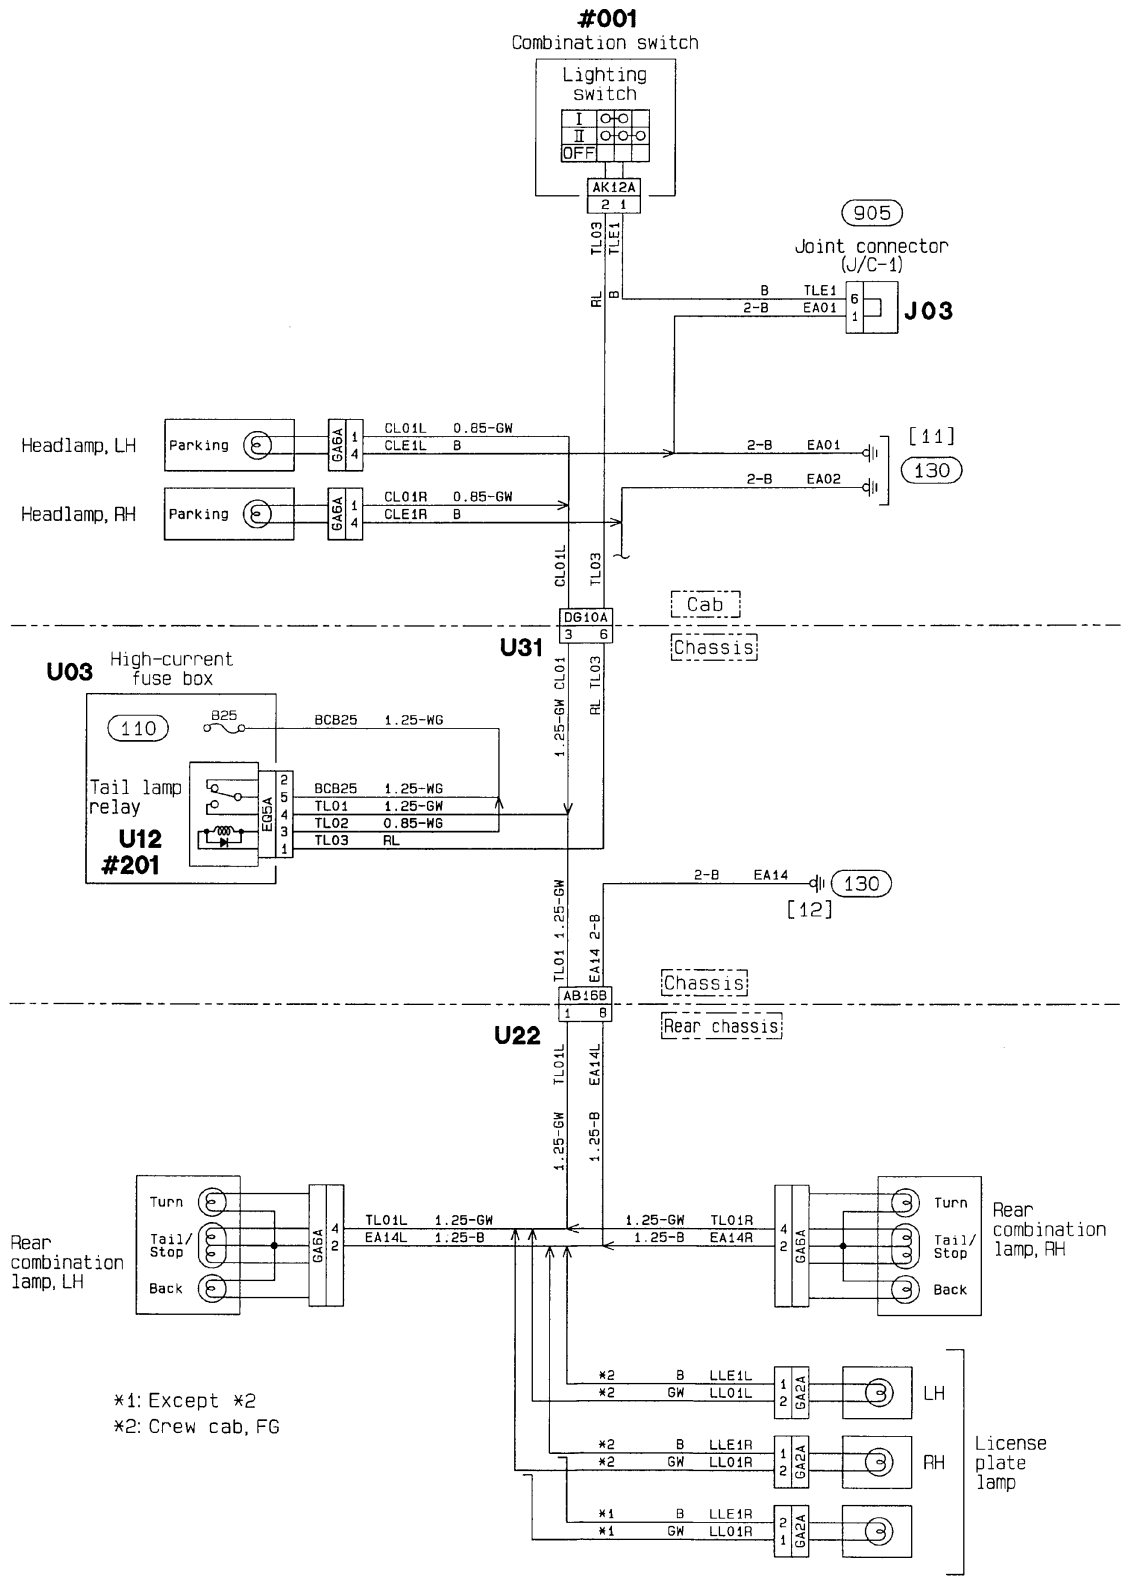 #001
Combination switch
Lighting
switch
I
II
OFF
AK12A
2 1
TL03
TLE1
RL
B
905
Joint connector
(J/C-1)
B TLE1 6
2-B EA01 1
J03
Headlamp, LH
Parking
GA6A
1 CL01L 0.85-GW
4 CLE1L B
2-B EA01
[11]
130
2-B EA02
Headlamp, RH
Parking
GA6A
1 CL01R 0.85-GW
4 CLE1R B
CL01L
TL03
Cab
DG10A
3 6
U31
Chassis
1.25-GW CL01
RL TL03
U03
High-current
fuse box
110
B25
BCB25 1.25-WG
Tail lamp
relay
U12
#201
EQ5A
2
5 BCB25 1.25-WG
4 TL01 1.25-GW
3 TL02 0.85-WG
1 TL03 RL
2-B EA14
130
[12]
TL01 1.25-GW
EA14 2-B
Chassis
AB16B
1 8
U22
Rear chassis
1.25-GW TL01L
1.25-B EA14L
Rear
combination
lamp, LH
Turn
Tail/
Stop
Back
GA6A
4 TL01L 1.25-GW
2 EA14L 1.25-B
1.25-GW TL01R 4
1.25-B EA14R 2
GA6A
Turn
Tail/
Stop
Back
Rear
combination
lamp, RH
*1: Except *2
*2: Crew cab, FG
*2 B LLE1L 1
*2 GW LL01L 2
GA2A
LH
*2 B LLE1R 1
*2 GW LL01R 2
GA2A
RH
License
plate
lamp
*1 B LLE1R 2
*1 GW LL01R 1
GA2A